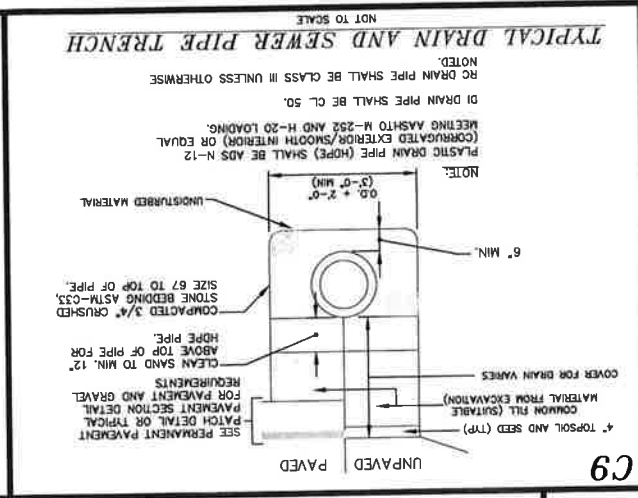 C9
UNPAVED
PAVED
4" TOPSOIL AND SEED (TYP)
COMMON FILL (SUITABLE
MATERIAL FROM EXCAVATION)
COVER FOR DRAIN VARIES
6" MIN.
SEE PERMANENT PAVEMENT
PATCH DETAIL OR TYPICAL
PAVEMENT SECTION DETAIL
FOR PAVEMENT AND GRAVEL
REQUIREMENTS
CLEAN SAND TO MIN. 12"
ABOVE TOP OF PIPE FOR
HDPE PIPE.
COMPACTED 3/4" CRUSHED
STONE BEDDING ASTM-C33,
SIZE 67 TO TOP OF PIPE.
UNDISTURBED MATERIAL
O.D. + 2'-0"
(3'-0" MIN)
NOTE:
PLASTIC DRAIN PIPE (HDPE) SHALL BE ADS N-12
(CORRUGATED EXTERIOR/SMOOTH INTERIOR) OR EQUAL
MEETING AASHTO M-252 AND H-20 LOADING.
DI DRAIN PIPE SHALL BE CL 50.
RC DRAIN PIPE SHALL BE CLASS III UNLESS OTHERWISE
NOTED.
TYPICAL DRAIN AND SEWER PIPE TRENCH
NOT TO SCALE